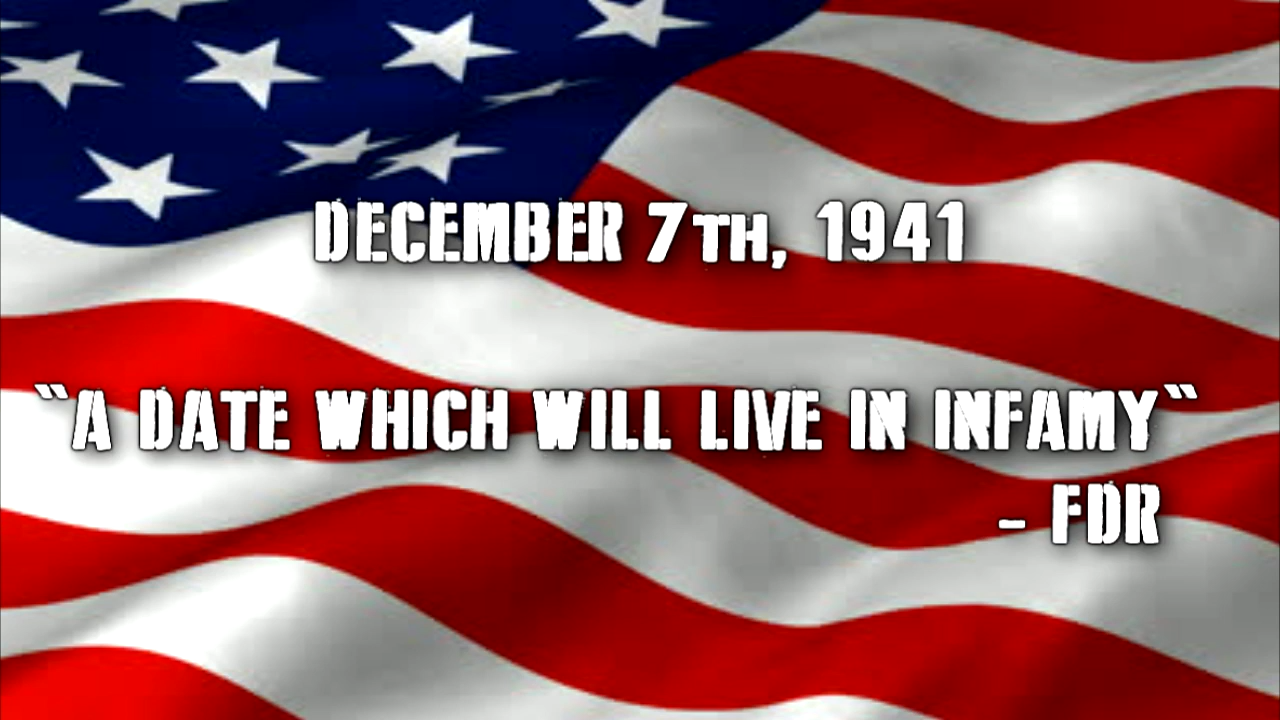 DECEMBER 7TH, 1941
"A DATE WHICH WILL LIVE IN INFAMY"
- FDR